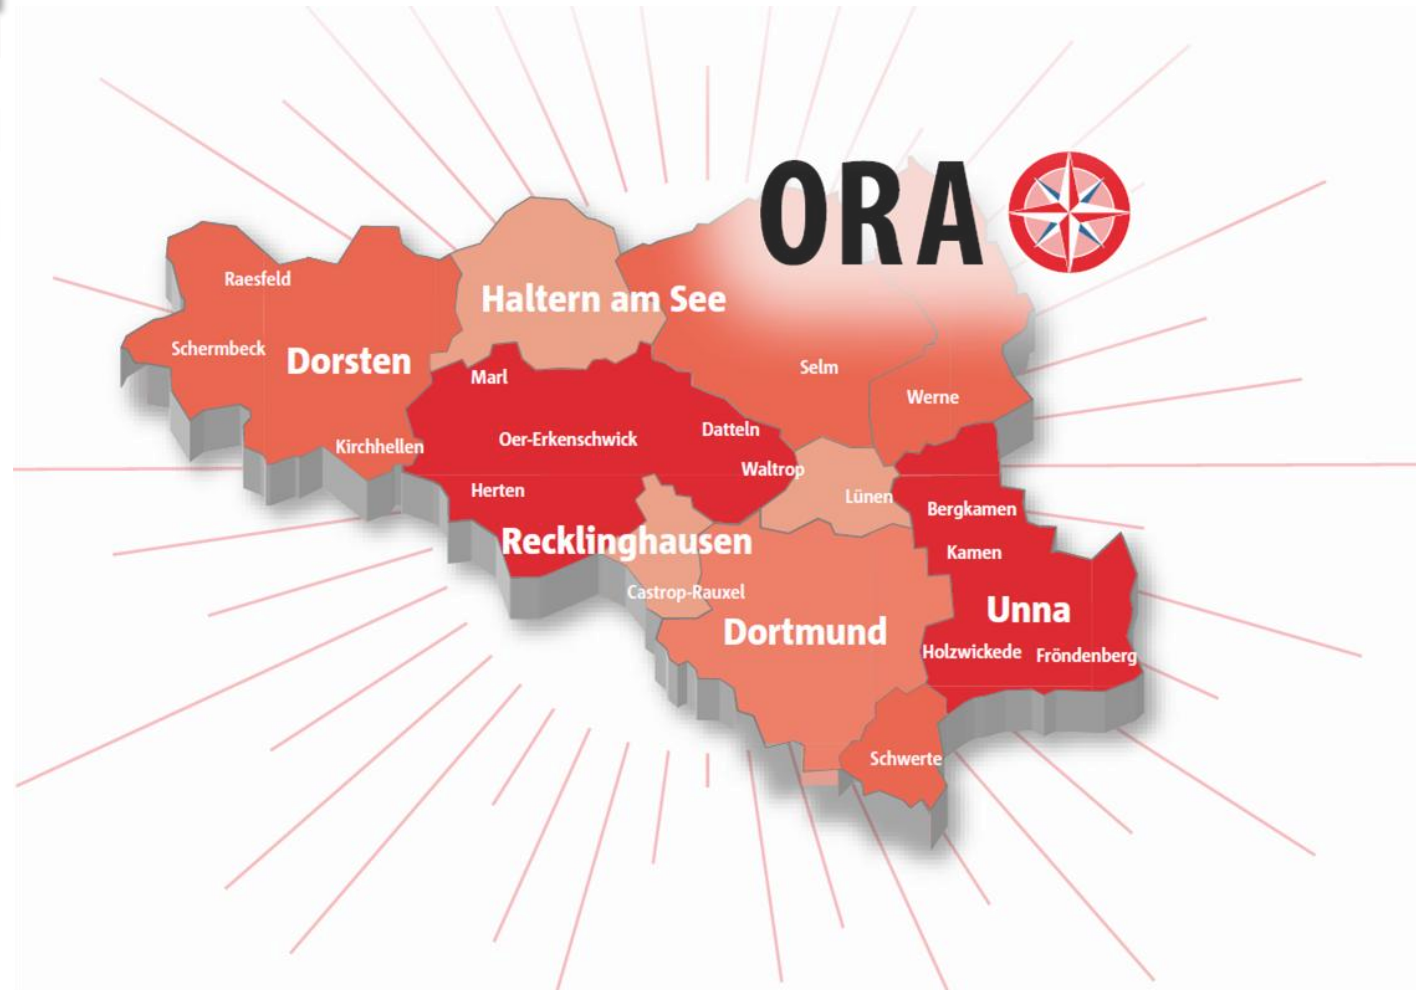 ORA
Raesfeld
Haltern am See
Schermbeck
Dorsten
Selm
Marl
Werne
Datteln
Oer-Erkenschwick
Kirchhellen
Waltrop
Herten
Lünen
Bergkamen
Recklinghausen
Kamen
Castrop-Rauxel
Unna
Dortmund
Holzwickede
Fröndenberg
Schwerte